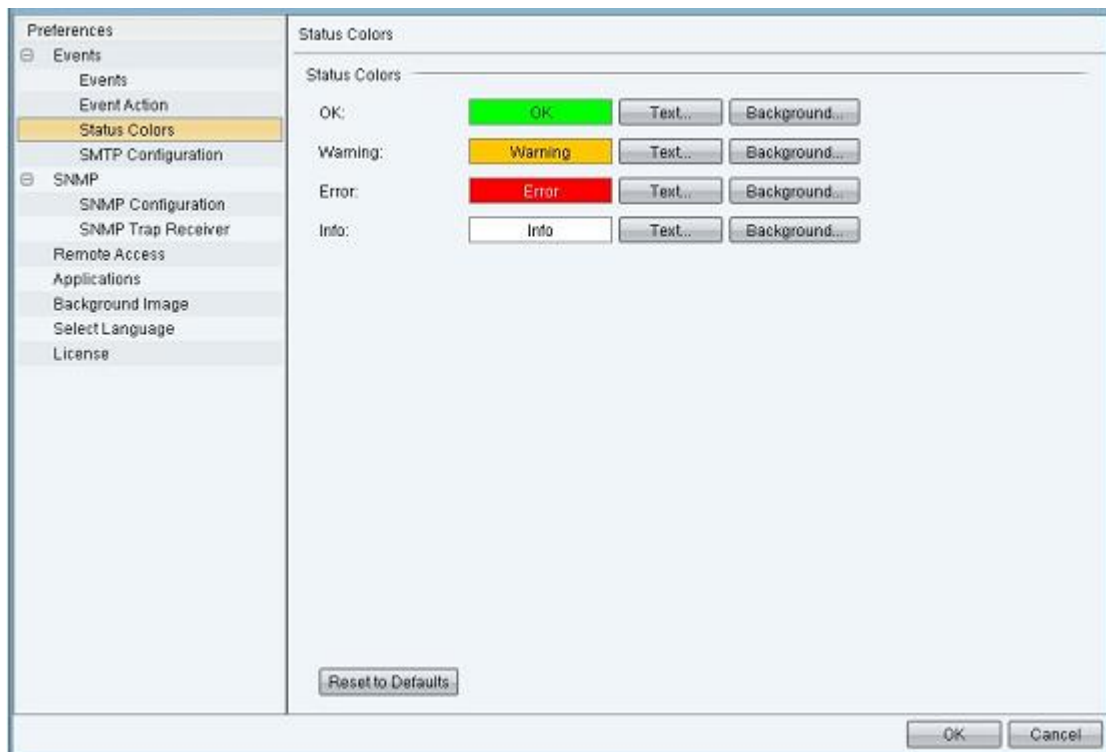 Preferences
Events
Events
Event Action
Status Colors
SMTP Configuration
SNMP
SNMP Configuration
SNMP Trap Receiver
Remote Access
Applications
Background Image
Select Language
License
Status Colors
Status Colors
OK: OK Text... Background...
Warning: Warning Text... Background...
Error: Error Text... Background...
Info: Info Text... Background...
Reset to Defaults
OK Cancel